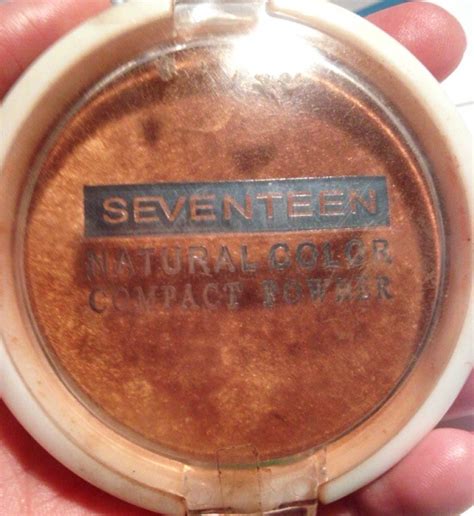 SEVENTEEN
NATURAL COLOR
COMPACT POWDER